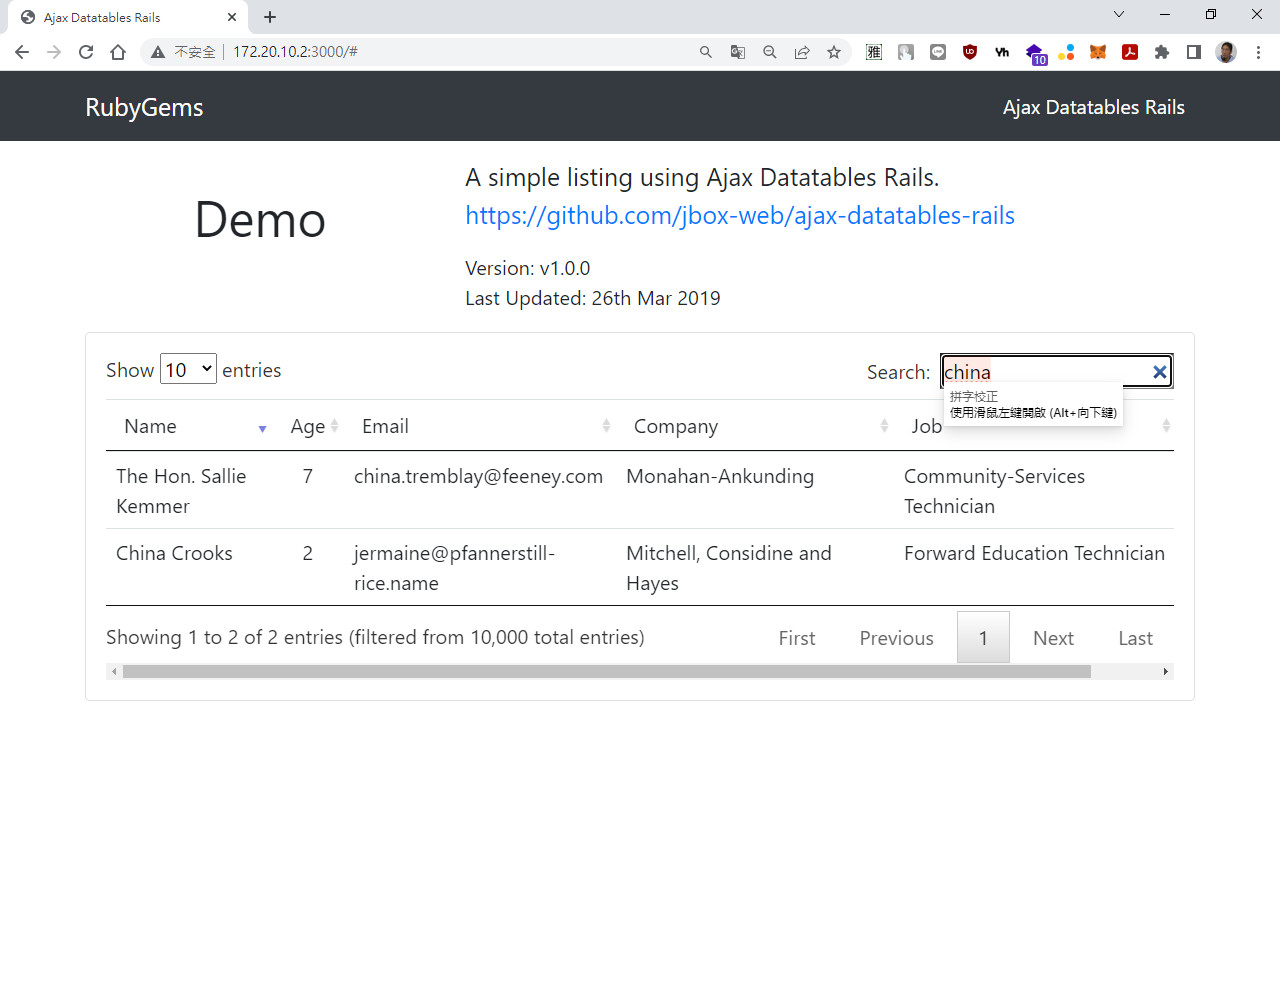 Ajax Datatables Rails
不安全 172.20.10.2:3000/#
雅
Yh
10
RubyGems
Ajax Datatables Rails
Demo
A simple listing using Ajax Datatables Rails.
https://github.com/jbox-web/ajax-datatables-rails
Version: v1.0.0
Last Updated: 26th Mar 2019
Show 10 entries
Search: china
拼字校正
使用滑鼠左鍵開啟 (Alt+向下鍵)
Name Age Email Company Job
The Hon. Sallie Kemmer 7 china.tremblay@feeney.com Monahan-Ankunding Community-Services Technician
China Crooks 2 jermaine@pfannerstill-rice.name Mitchell, Considine and Hayes Forward Education Technician
Showing 1 to 2 of 2 entries (filtered from 10,000 total entries)
First Previous 1 Next Last